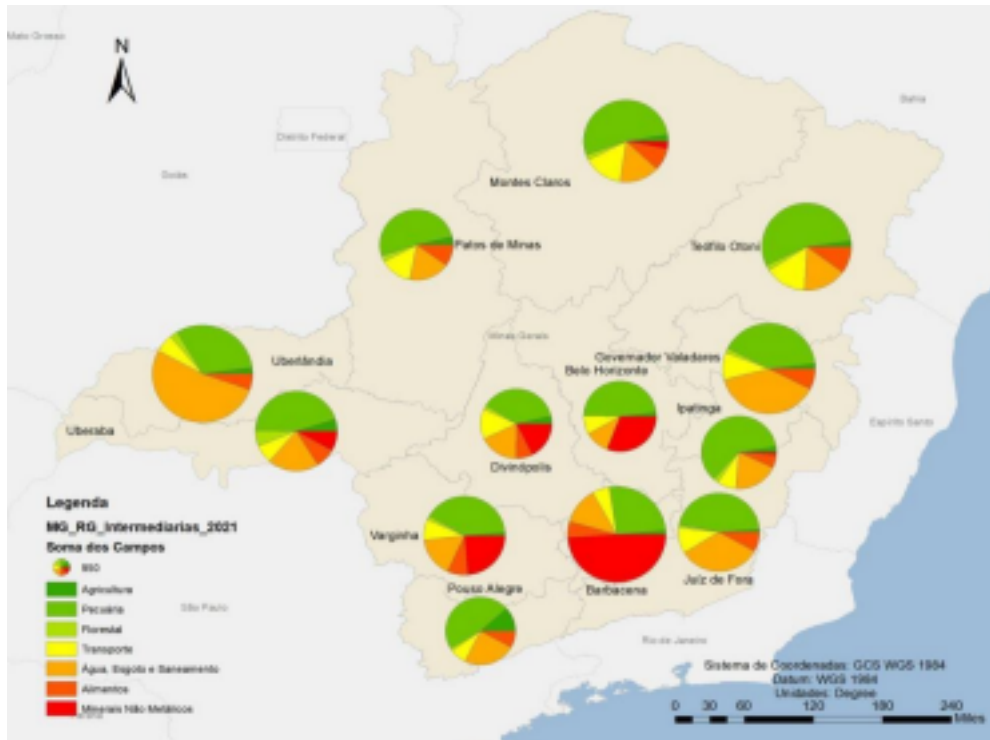 Mato Grosso
N
Bahia
Distrito Federal
Goiás
Montes Claros
Patos de Minas
Teófilo Otoni
Minas Gerais
Uberlândia
Governador Valadares
Belo Horizonte
Ipatinga
Espírito Santo
Uberaba
Divinópolis
Legenda
MG_RG_Intermediarias_2021
Soma dos Campos
Varginha
Agricultura
Pecuária
Florestal
Transporte
Água, Esgoto e Saneamento
Alimentos
Minerais Não Metálicos
Juiz de Fora
Pouso Alegre
Barbacena
São Paulo
Rio de Janeiro
Sistema de Coordenadas: GCS WGS 1984
Datum: WGS 1984
Unidades: Degree
0 30 60 120 180 240
Miles